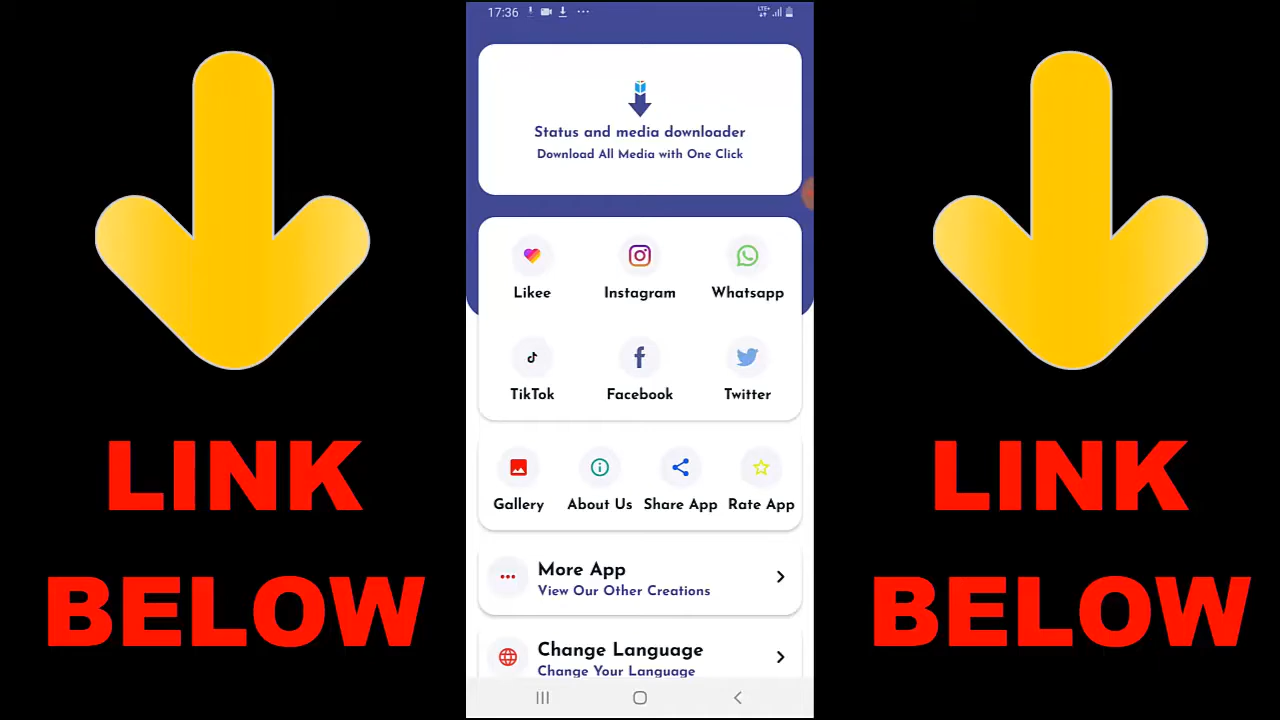 17:36
LTE+
Status and media downloader
Download All Media with One Click
Likee Instagram Whatsapp
TikTok Facebook Twitter
Gallery About Us Share App Rate App
More App
View Our Other Creations
Change Language
Change Your Language
LINK
BELOW
LINK
BELOW